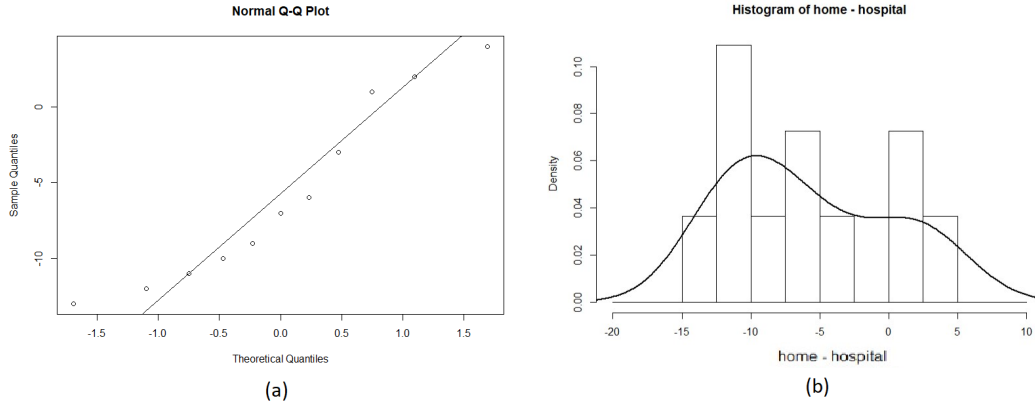 Normal Q-Q Plot
Sample Quantiles
0
-5
-10
-1.5 -1.0 -0.5 0.0 0.5 1.0 1.5
Theoretical Quantiles
(a)
Histogram of home - hospital
Density
0.10
0.08
0.06
0.04
0.02
0.00
-20 -15 -10 -5 0 5 10
home - hospital
(b)